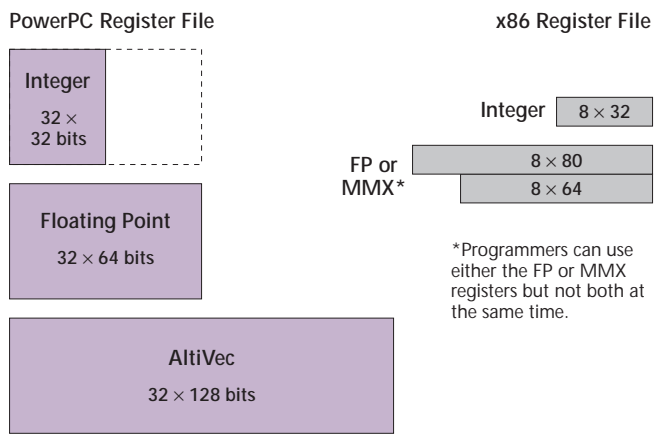 PowerPC Register File
Integer
32 ×
32 bits
Floating Point
32 × 64 bits
AltiVec
32 × 128 bits
x86 Register File
Integer
8 × 32
FP or
MMX*
8 × 80
8 × 64
*Programmers can use
either the FP or MMX
registers but not both at
the same time.